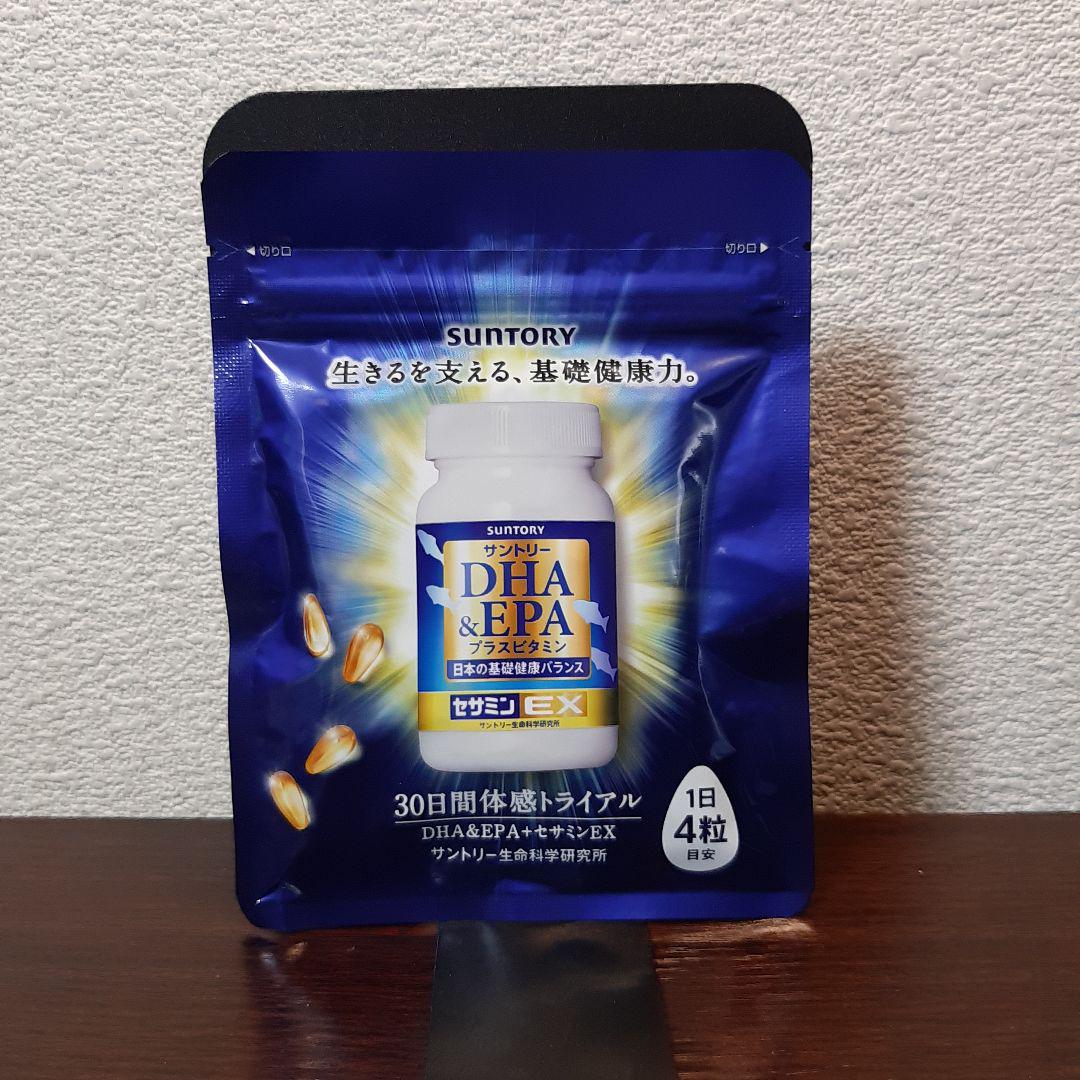 切り口
切り口
SUNTORY
生きるを支える、基礎健康力。
SUNTORY
サントリー
DHA
&EPA
プラスビタミン
日本の基礎健康バランス
セサミンEX
サントリー生命科学研究所
30日間体感トライアル
DHA&EPA+セサミンEX
サントリー生命科学研究所
1日
4粒
目安